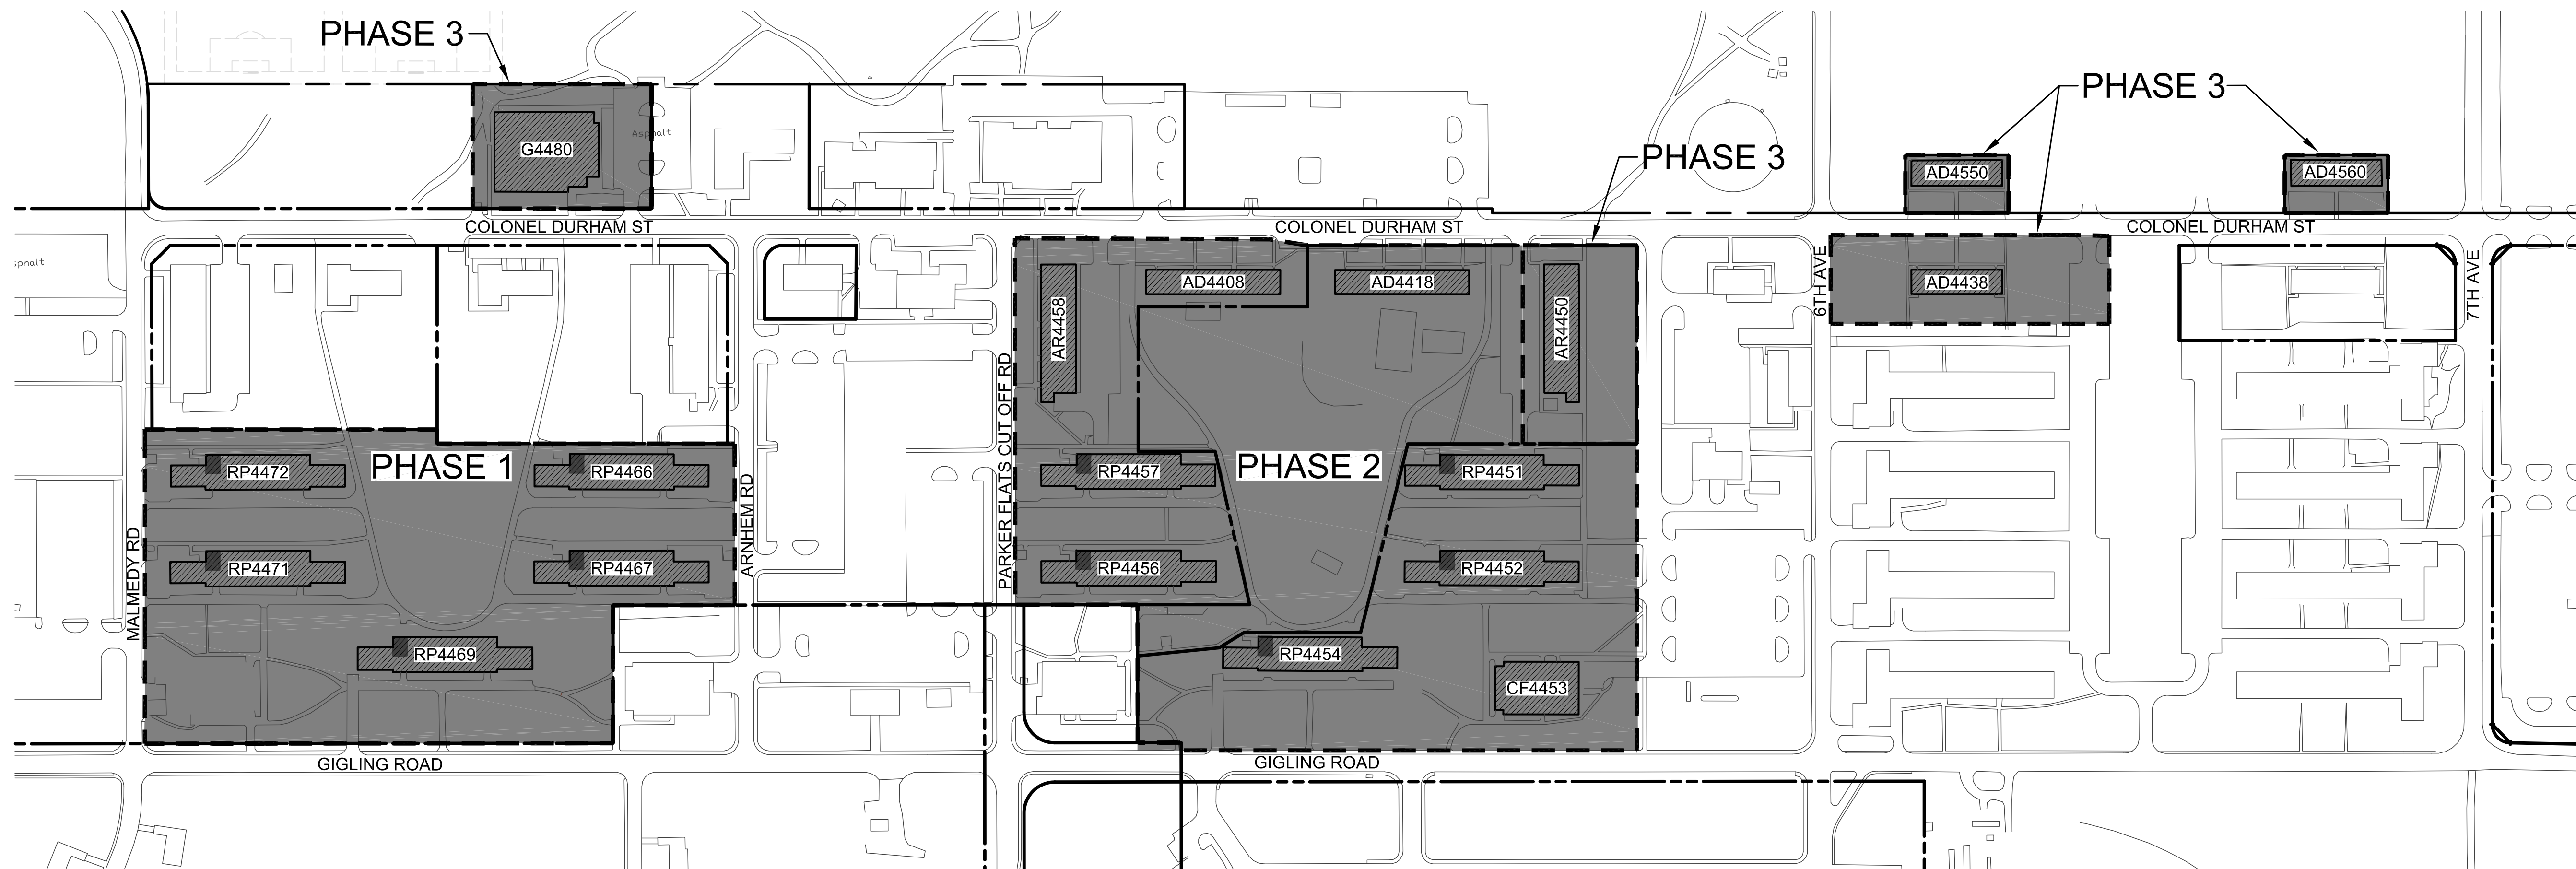 PHASE 3
PHASE 3
PHASE 3
Asphalt
G4480
AD4550
AD4560
COLONEL DURHAM ST
COLONEL DURHAM ST
COLONEL DURHAM ST
sphalt
AR4458
AD4408
AD4418
AR4450
6TH AVE
AD4438
7TH AVE
PARKER FLATS CUT OFF RD
RP4472
PHASE 1
RP4466
RP4457
PHASE 2
RP4451
MALMEDY RD
ARNHEM RD
RP4471
RP4467
RP4456
RP4452
RP4469
RP4454
CF4453
GIGLING ROAD
GIGLING ROAD